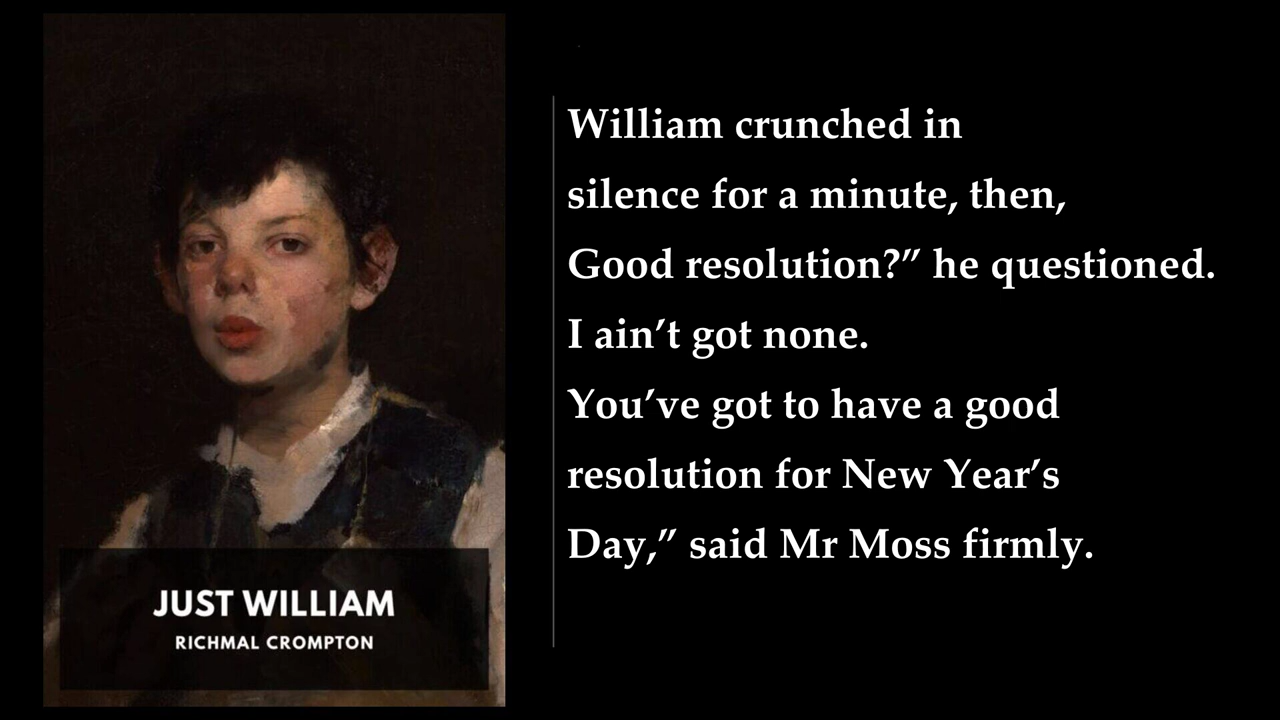 William crunched in
silence for a minute, then,
Good resolution?” he questioned.
I ain’t got none.
You’ve got to have a good
resolution for New Year’s
Day,” said Mr Moss firmly.
JUST WILLIAM
RICHMAL CROMPTON